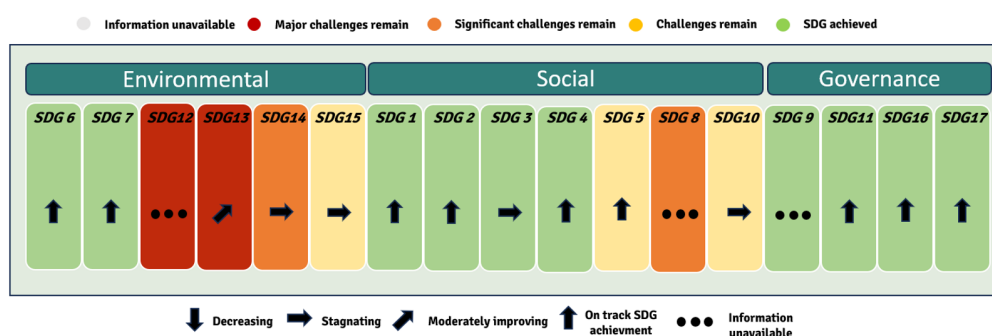 Information unavailable Major challenges remain Significant challenges remain Challenges remain SDG achieved
Environmental Social Governance
SDG 6 SDG 7 SDG12 SDG13 SDG14 SDG15 SDG 1 SDG 2 SDG 3 SDG 4 SDG 5 SDG 8 SDG10 SDG 9 SDG11 SDG16 SDG17
Decreasing Stagnating Moderately improving On track SDG
achievment
Information
unavailable